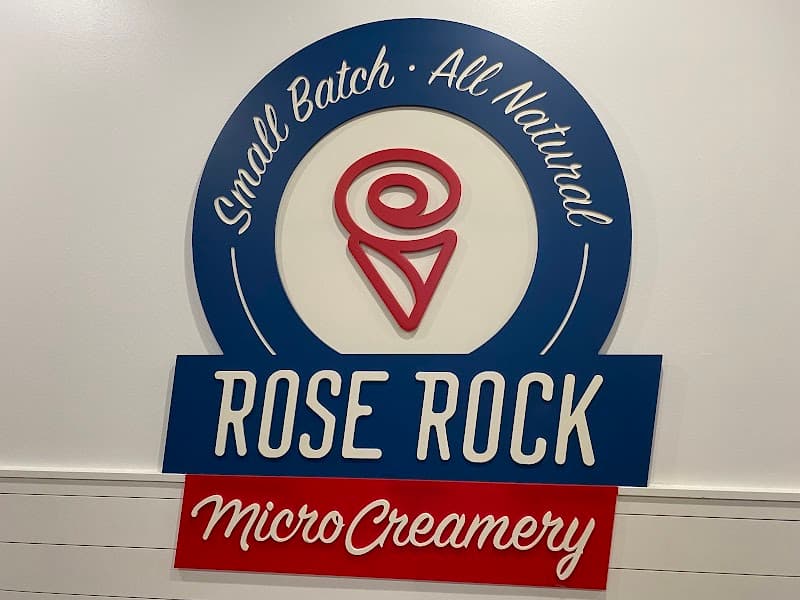 Small Batch · All Natural
ROSE ROCK
MicroCreamery